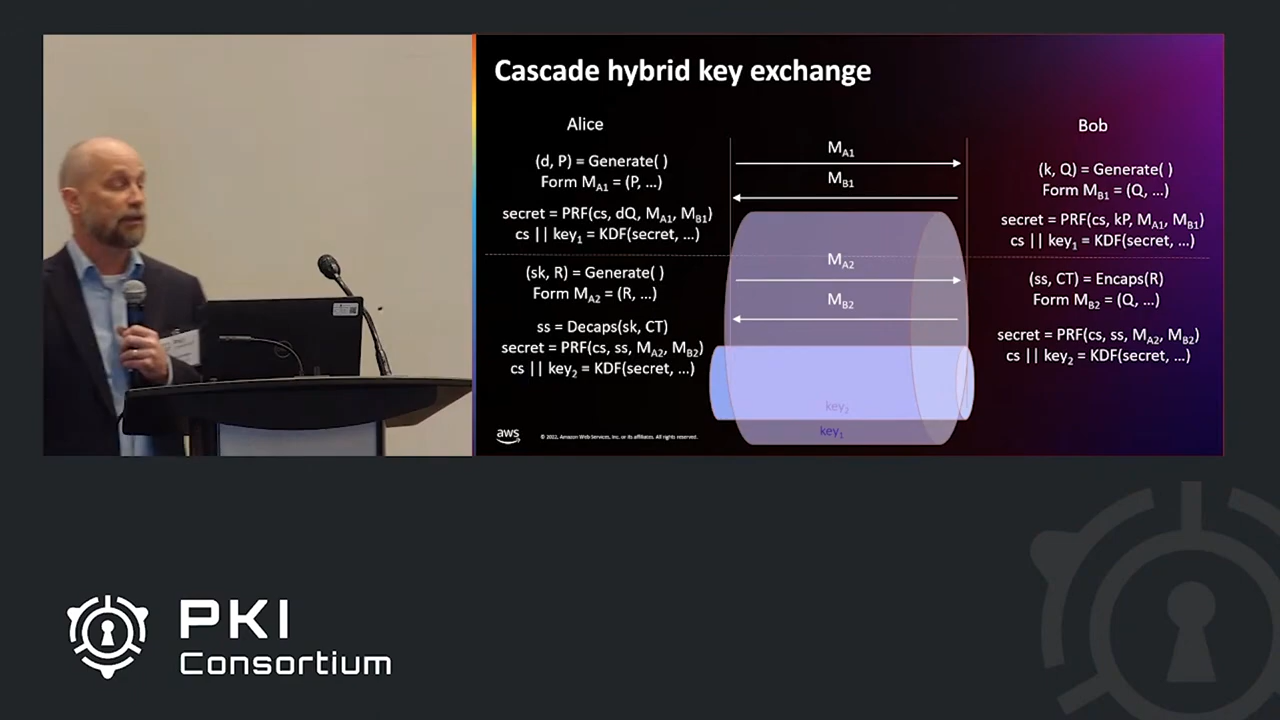 Cascade hybrid key exchange
Alice
(d, P) = Generate( )
Form M_A1 = (P, …)
secret = PRF(cs, dQ, M_A1, M_B1)
cs || key_1 = KDF(secret, …)
(sk, R) = Generate( )
Form M_A2 = (R, …)
ss = Decaps(sk, CT)
secret = PRF(cs, ss, M_A2, M_B2)
cs || key_2 = KDF(secret, …)
M_A1
M_B1
M_A2
M_B2
key_2
key_1
Bob
(k, Q) = Generate( )
Form M_B1 = (Q, …)
secret = PRF(cs, kP, M_A1, M_B1)
cs || key_1 = KDF(secret, …)
(ss, CT) = Encaps(R)
Form M_B2 = (Q, …)
secret = PRF(cs, ss, M_A2, M_B2)
cs || key_2 = KDF(secret, …)
aws
© 2022, Amazon Web Services, Inc. or its affiliates. All rights reserved.
PKI
Consortium